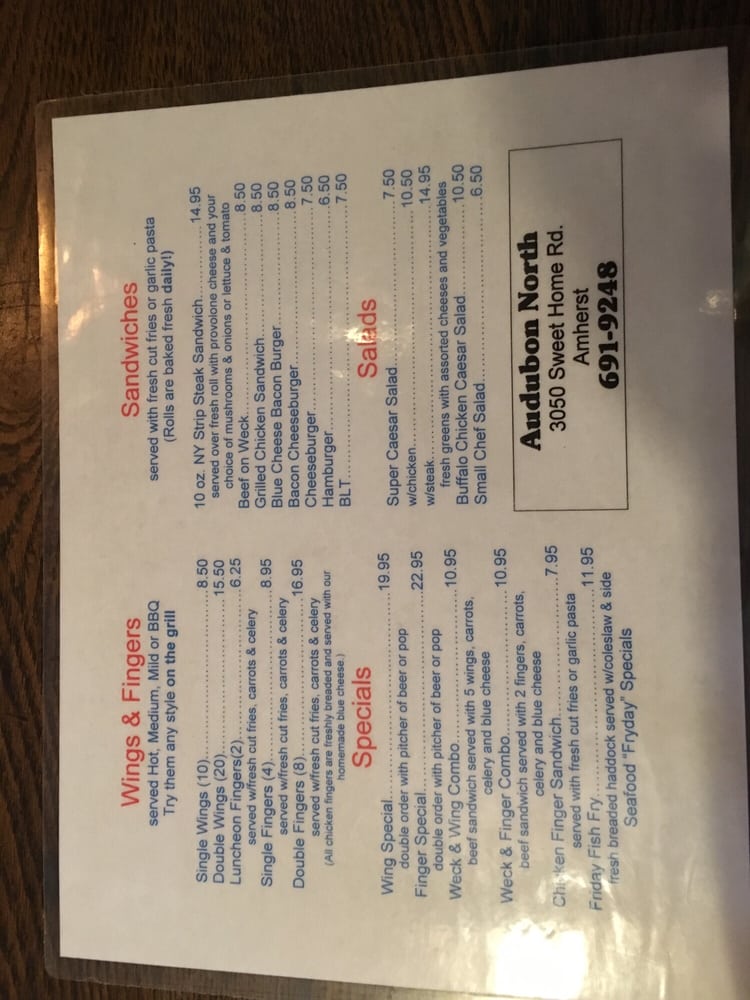 Wings & Fingers
served Hot, Medium, Mild or BBQ
Try them any style on the grill
Single Wings (10)..........8.50
Double Wings (20)..........15.50
Luncheon Fingers(2)..........6.25
served w/fresh cut fries, carrots & celery
Single Fingers (4)..........8.95
served w/fresh cut fries, carrots & celery
Double Fingers (8)..........16.95
served w/fresh cut fries, carrots & celery
(All chicken fingers are freshly breaded and served with our
homemade blue cheese.)
Specials
Wing Special..........19.95
double order with pitcher of beer or pop
Finger Special..........22.95
double order with pitcher of beer or pop
Weck & Wing Combo..........10.95
beef sandwich served with 5 wings, carrots,
celery and blue cheese
Weck & Finger Combo..........10.95
beef sandwich served with 2 fingers, carrots,
celery and blue cheese
Chicken Finger Sandwich..........7.95
served with fresh cut fries or garlic pasta
Friday Fish Fry..........11.95
fresh breaded haddock served w/coleslaw & side
Seafood "Fryday" Specials
Sandwiches
served with fresh cut fries or garlic pasta
(Rolls are baked fresh daily!)
10 oz. NY Strip Steak Sandwich..........14.95
served over fresh roll with provolone cheese and your
choice of mushrooms & onions or lettuce & tomato
Beef on Weck..........8.50
Grilled Chicken Sandwich..........8.50
Blue Cheese Bacon Burger..........8.50
Bacon Cheeseburger..........8.50
Cheeseburger..........7.50
Hamburger..........6.50
BLT..........7.50
Salads
Super Caesar Salad..........7.50
w/chicken..........10.50
w/steak..........14.95
fresh greens with assorted cheeses and vegetables
Buffalo Chicken Caesar Salad..........10.50
Small Chef Salad..........6.50
Audubon North
3050 Sweet Home Rd.
Amherst
691-9248